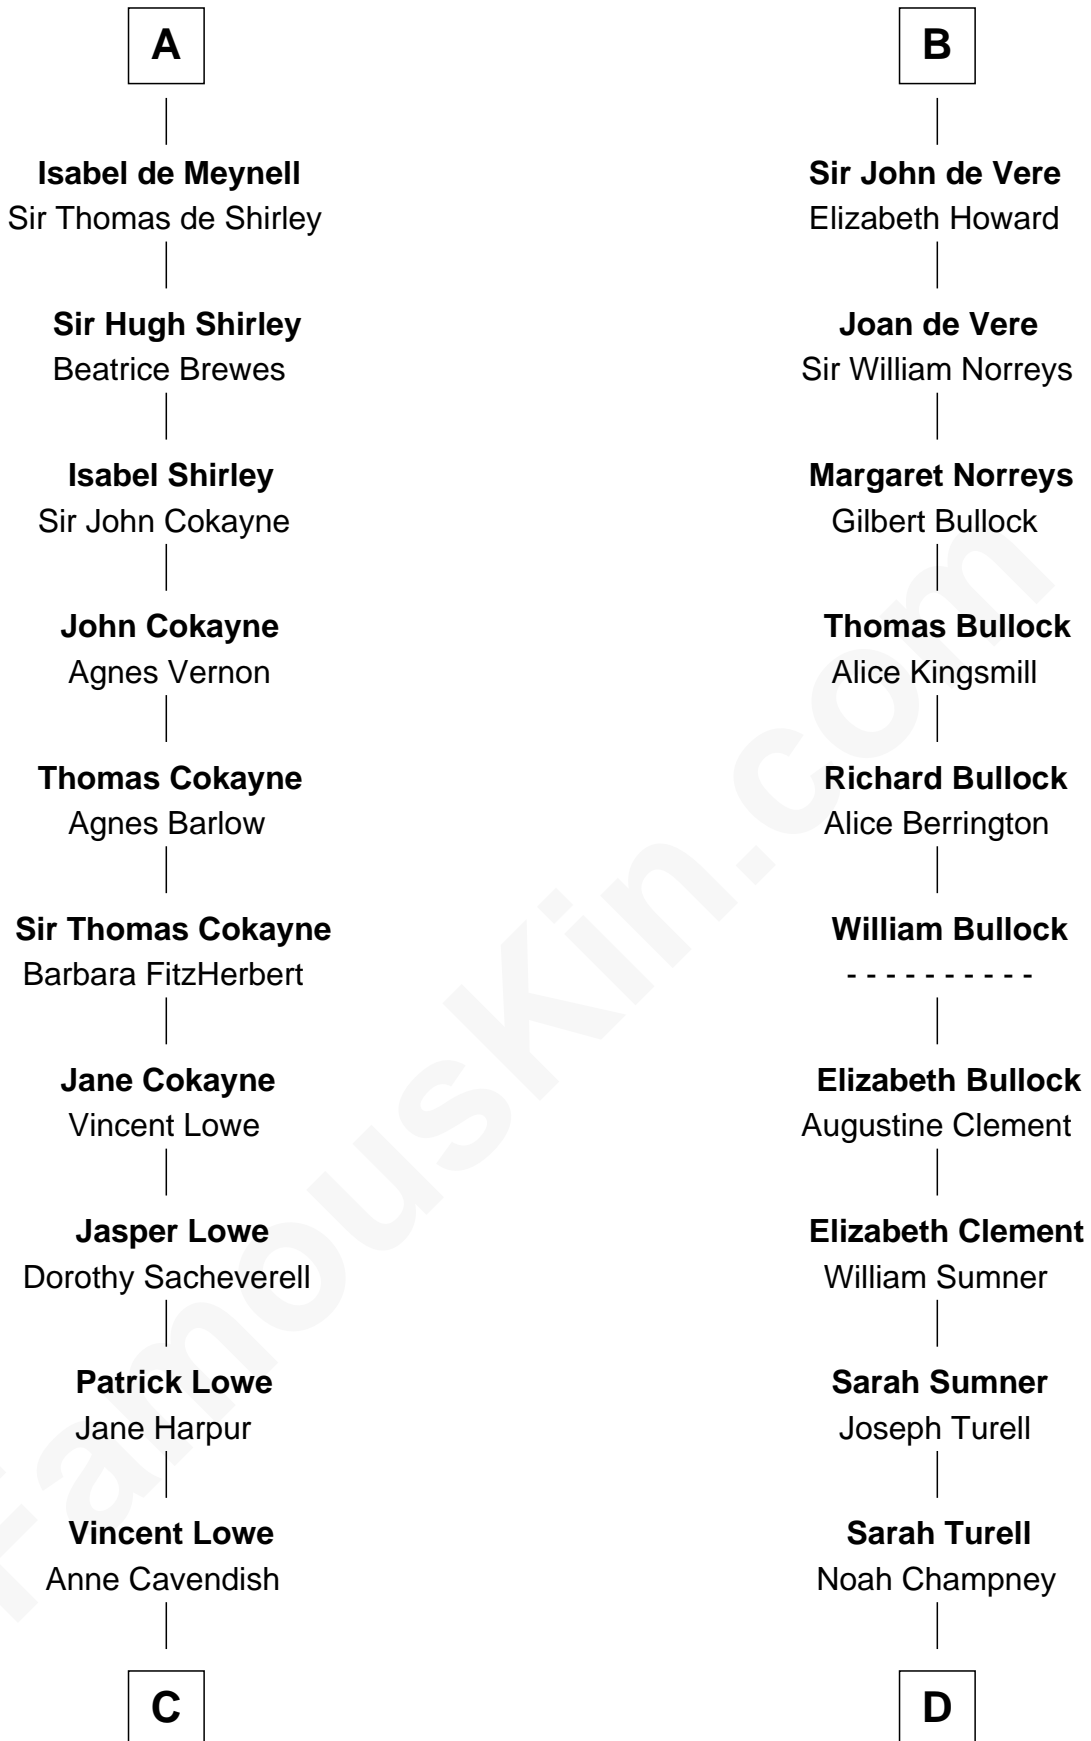 A
Isabel de Meynell
Sir Thomas de Shirley
Sir Hugh Shirley
Beatrice Brewes
Isabel Shirley
Sir John Cokayne
John Cokayne
Agnes Vernon
Thomas Cokayne
Agnes Barlow
Sir Thomas Cokayne
Barbara FitzHerbert
Jane Cokayne
Vincent Lowe
Jasper Lowe
Dorothy Sacheverell
Patrick Lowe
Jane Harpur
Vincent Lowe
Anne Cavendish
C
B
Sir John de Vere
Elizabeth Howard
Joan de Vere
Sir William Norreys
Margaret Norreys
Gilbert Bullock
Thomas Bullock
Alice Kingsmill
Richard Bullock
Alice Berrington
William Bullock
- - - - - - - - - -
Elizabeth Bullock
Augustine Clement
Elizabeth Clement
William Sumner
Sarah Sumner
Joseph Turell
Sarah Turell
Noah Champney
D
FamousKin.com